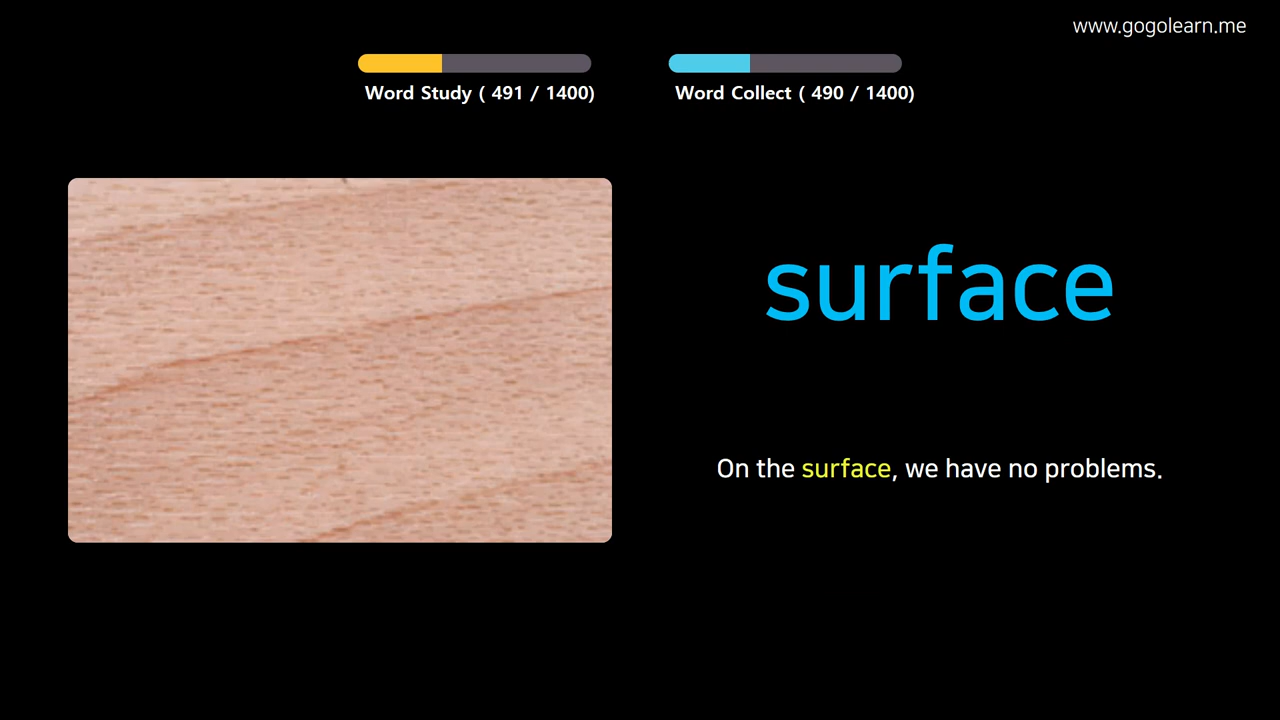 www.gogolearn.me
Word Study ( 491 / 1400)
Word Collect ( 490 / 1400)
surface
On the surface, we have no problems.